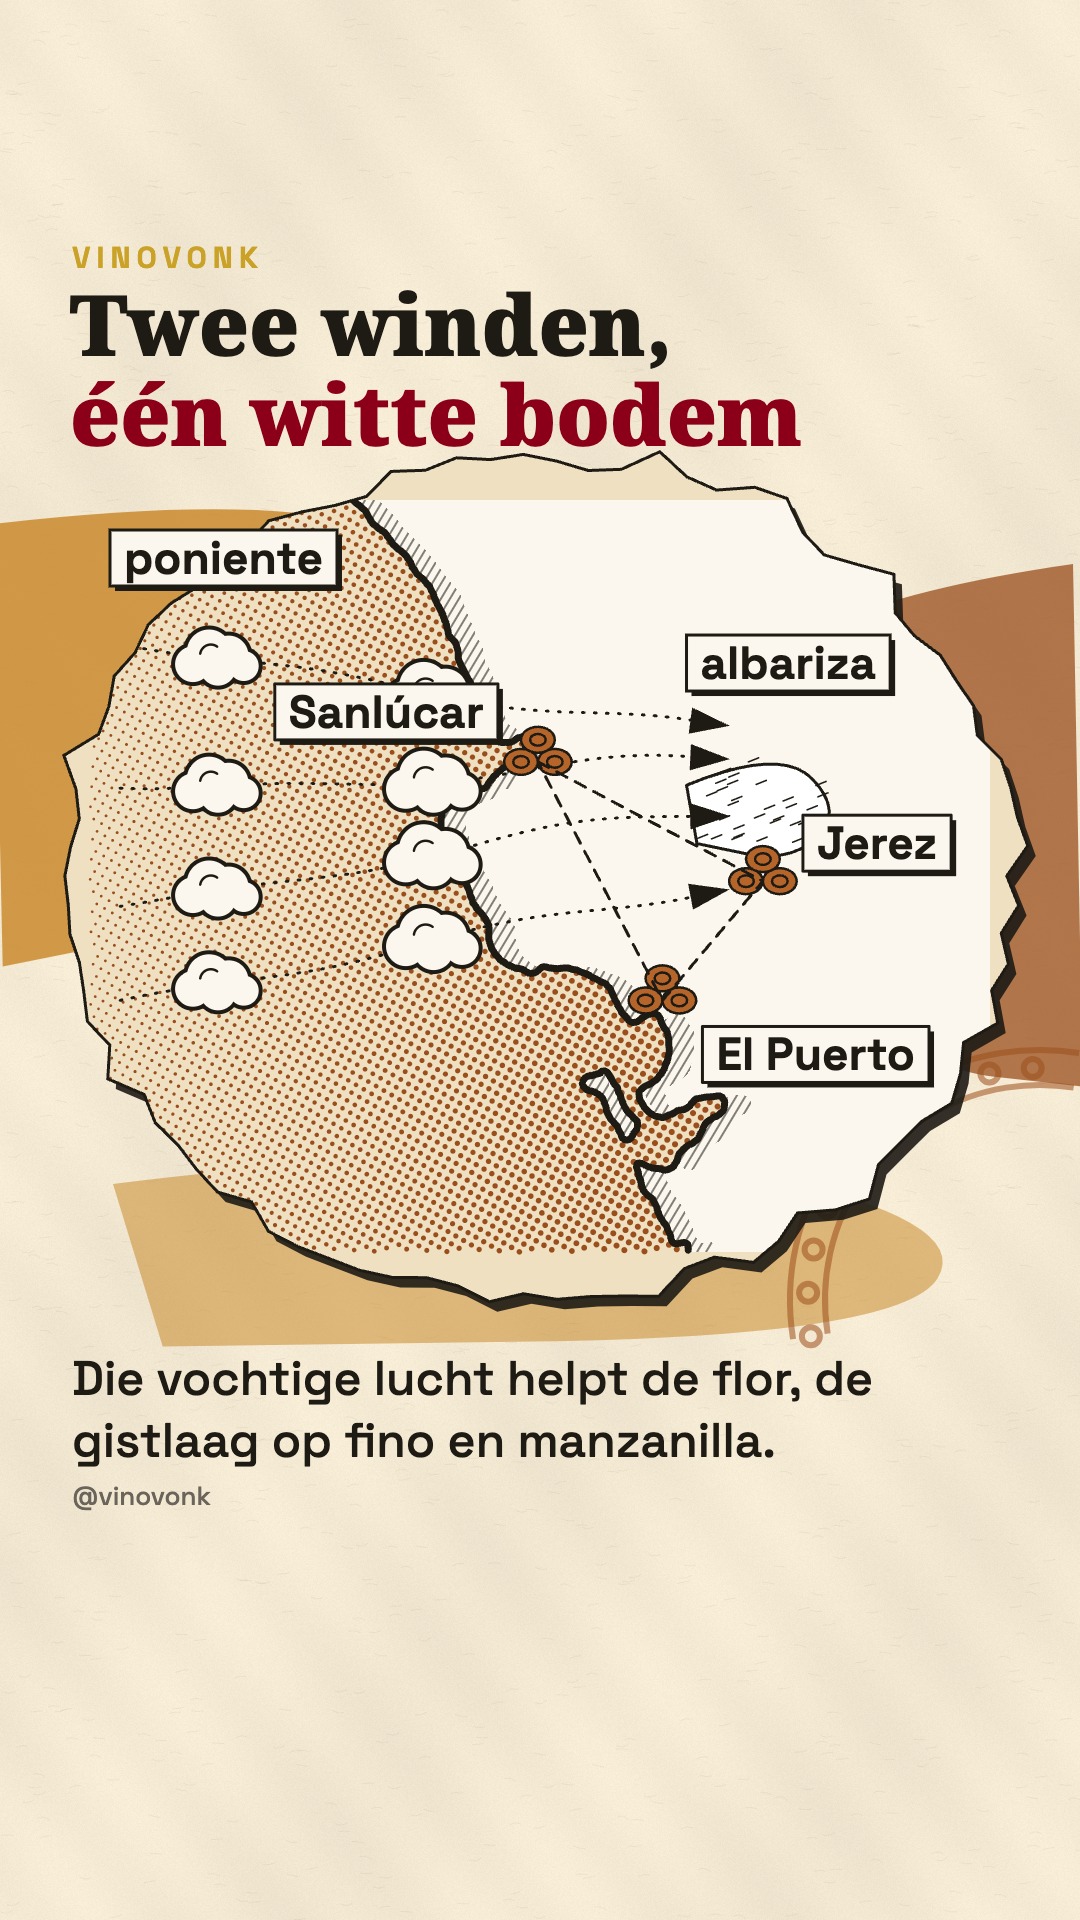 VINOVONK
Twee winden,
één witte bodem
poniente
albariza
Sanlúcar
Jerez
El Puerto
Die vochtige lucht helpt de flor, de
gistlaag op fino en manzanilla.
@vinovonk